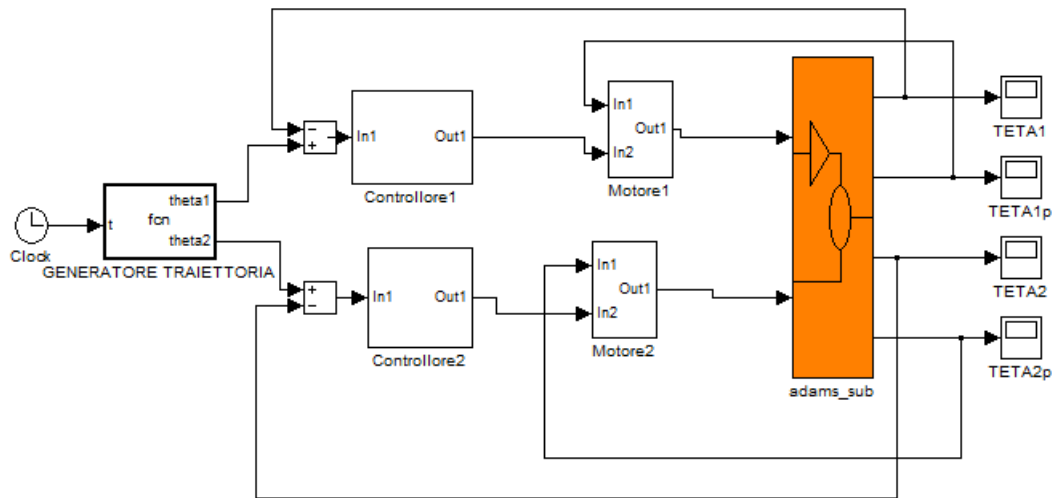 In1
Out1
Controllore1
In1
In2
Out1
Motore1
TETA1
TETA1p
t
fcn
theta1
theta2
Clock
GENERATORE TRAIETTORIA
In1
Out1
Controllore2
In1
In2
Out1
Motore2
adams_sub
TETA2
TETA2p